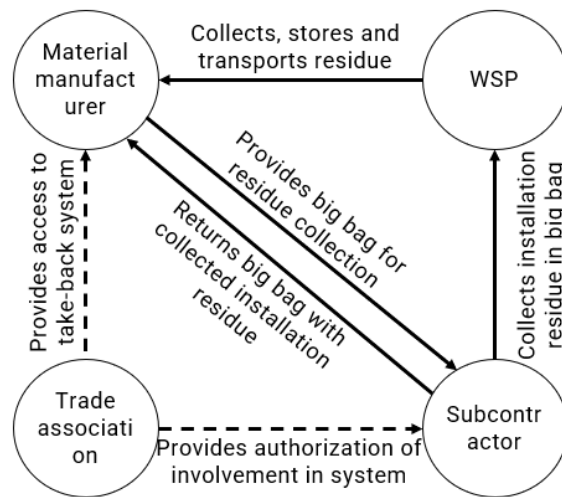 Material
manufact
urer
Collects, stores and
transports residue
WSP
Provides big bag for
residue collection
Returns big bag with
collected installation
residue
Provides access to
take-back system
Collects installation
residue in big bag
Trade
associati
on
Provides authorization of
involvement in system
Subcontr
actor